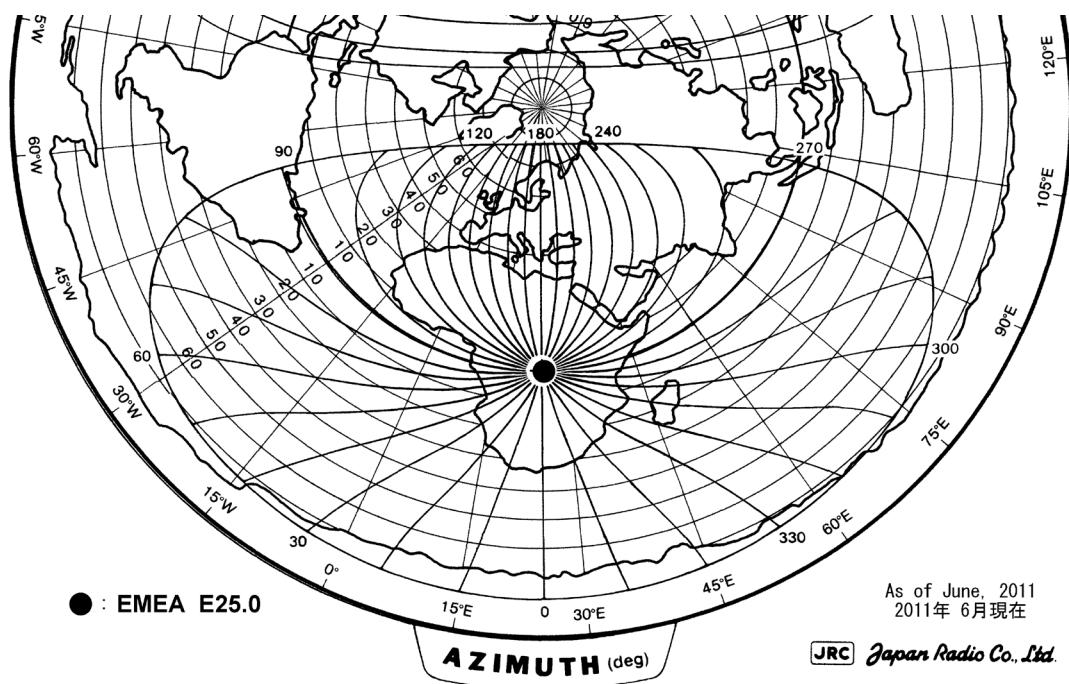 5°W
09
120°E
60°W
120
180
240
90
270
60
50
40
30
20
10
105°E
10
20
30
40
50
60
45°W
90°E
60
300
30°W
75°E
15°W
60°E
30
330
0°
45°E
15°E
0
30°E
● : EMEA E25.0
As of June, 2011
2011年 6月現在
AZIMUTH (deg)
JRC Japan Radio Co., Ltd.